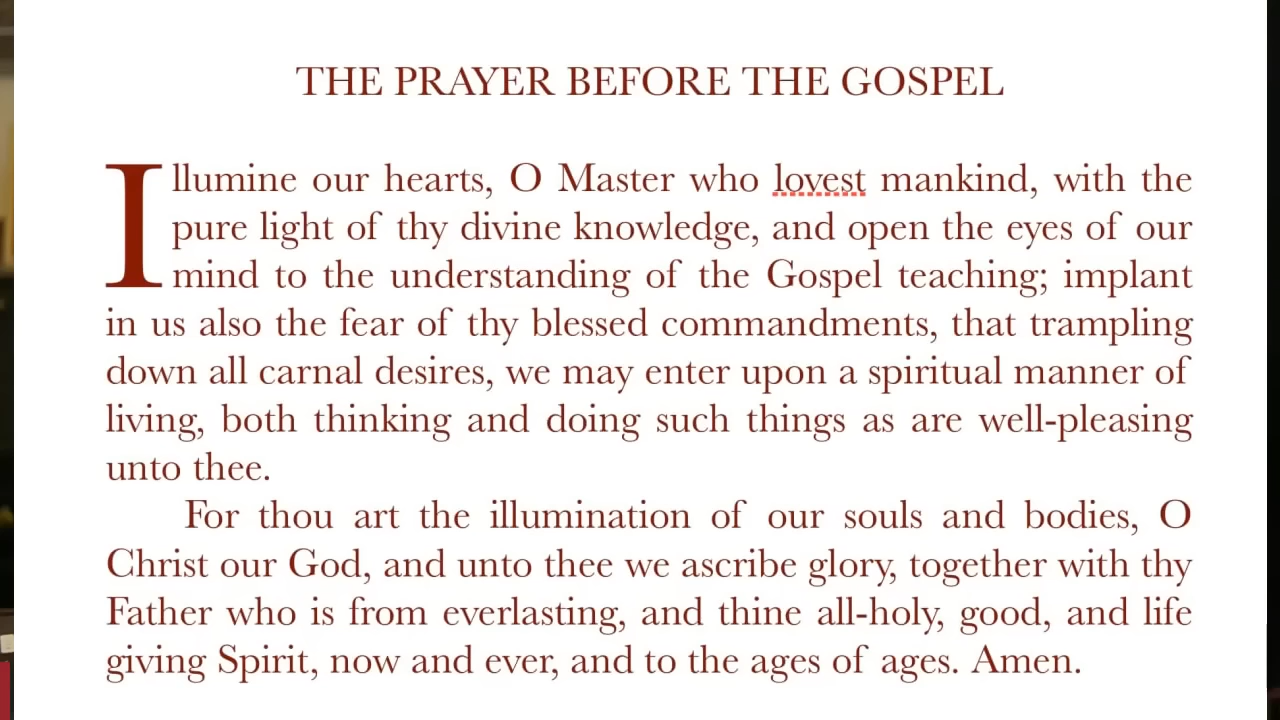 THE PRAYER BEFORE THE GOSPEL
Illumine our hearts, O Master who lovest mankind, with the
pure light of thy divine knowledge, and open the eyes of our
mind to the understanding of the Gospel teaching; implant
in us also the fear of thy blessed commandments, that trampling
down all carnal desires, we may enter upon a spiritual manner of
living, both thinking and doing such things as are well-pleasing
unto thee.
For thou art the illumination of our souls and bodies, O
Christ our God, and unto thee we ascribe glory, together with thy
Father who is from everlasting, and thine all-holy, good, and life
giving Spirit, now and ever, and to the ages of ages. Amen.